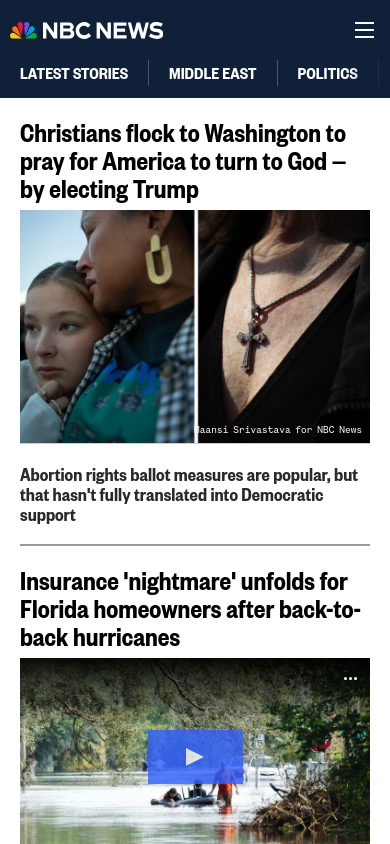 NBC NEWS
LATEST STORIES
MIDDLE EAST
POLITICS
Christians flock to Washington to
pray for America to turn to God –
by electing Trump
Maansi Srivastava for NBC News
Abortion rights ballot measures are popular, but
that hasn't fully translated into Democratic
support
Insurance 'nightmare' unfolds for
Florida homeowners after back-to-
back hurricanes